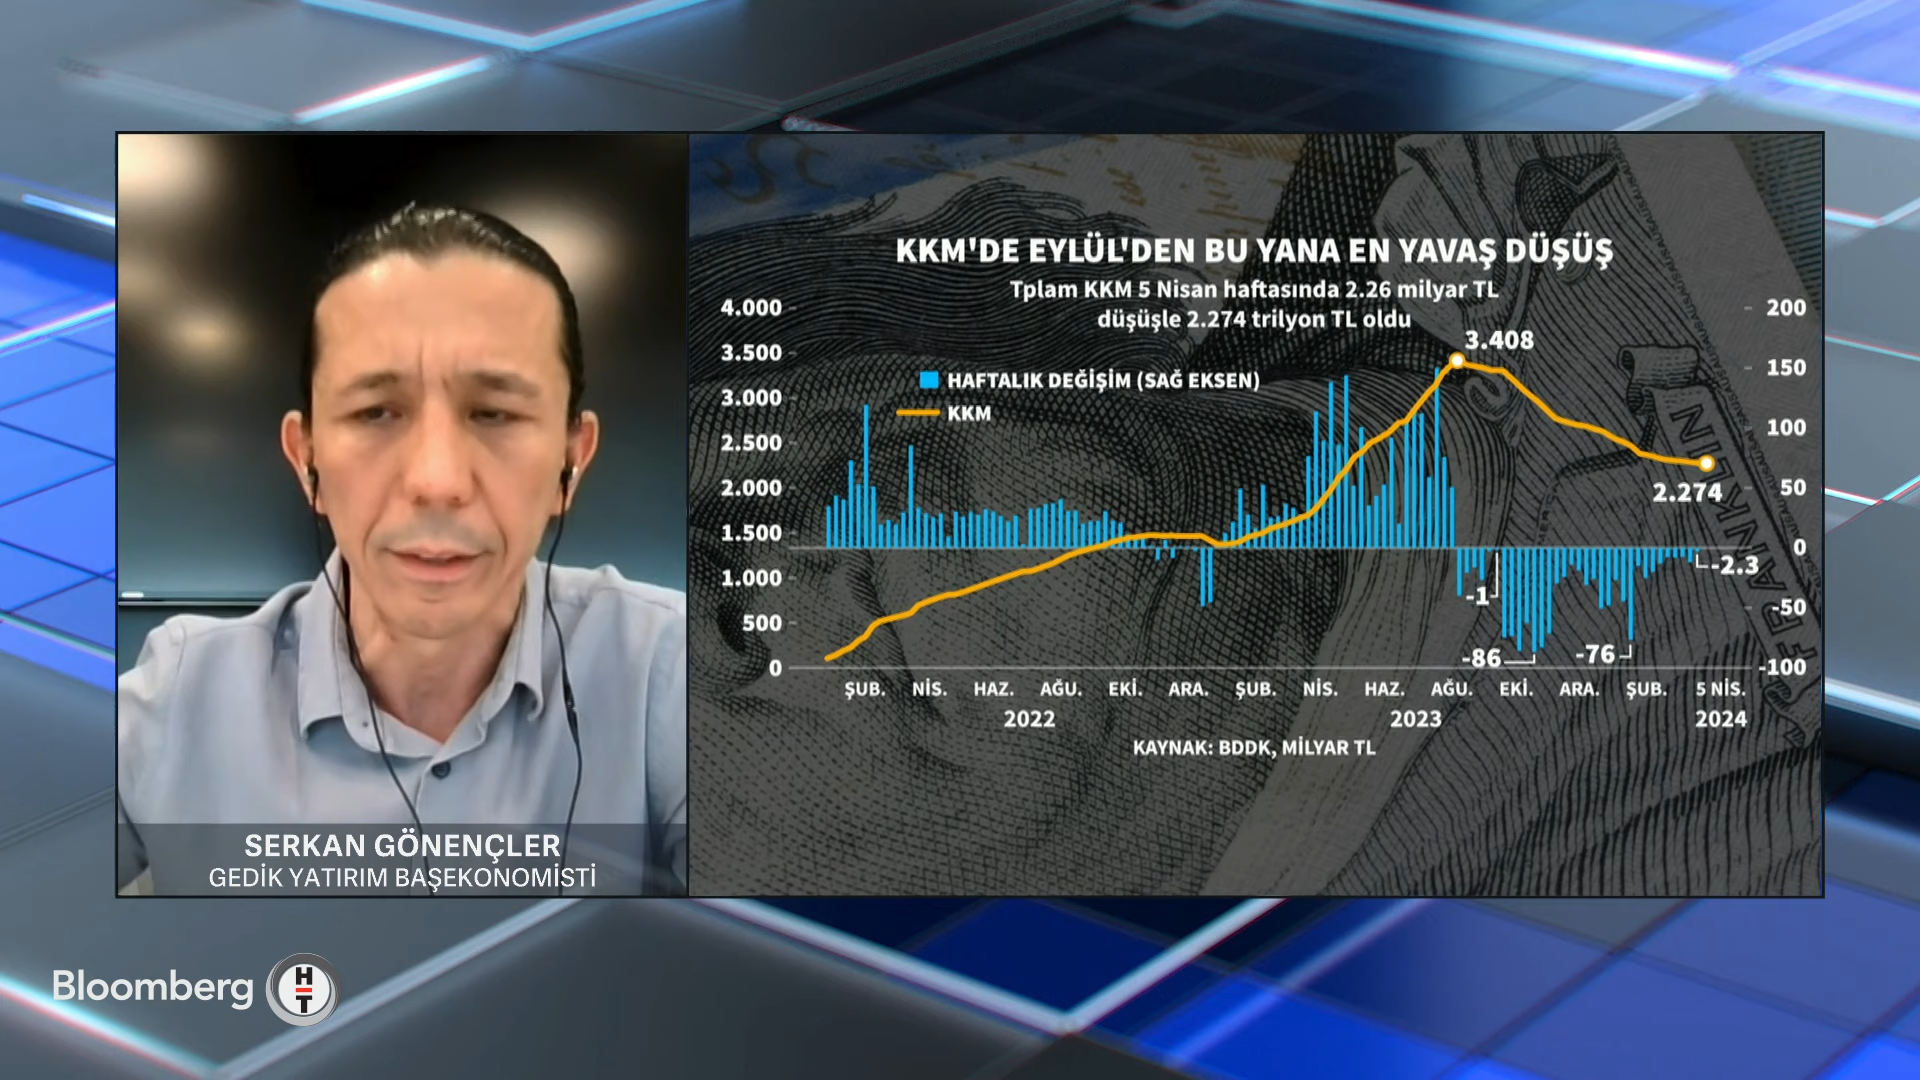 KKM'DE EYLÜL'DEN BU YANA EN YAVAŞ DÜŞÜŞ
Tplam KKM 5 Nisan haftasında 2.26 milyar TL
düşüşle 2.274 trilyon TL oldu
HAFTALIK DEĞİŞİM (SAĞ EKSEN)
KKM
4.000
3.500
3.000
2.500
2.000
1.500
1.000
500
0
200
150
100
50
0
-50
-100
3.408
2.274
-2.3
-1
-86
-76
ŞUB. NİS. HAZ. AĞU. EKİ. ARA. ŞUB. NİS. HAZ. AĞU. EKİ. ARA. ŞUB. 5 NİS.
2022 2023 2024
KAYNAK: BDDK, MİLYAR TL
FRANKLIN
SERKAN GÖNENÇLER
GEDİK YATIRIM BAŞEKONOMİSTİ
Bloomberg HT